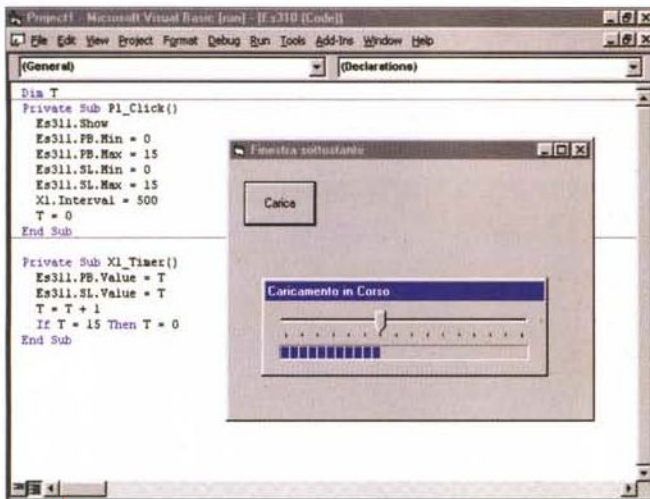 Project1 - Microsoft Visual Basic [run] - [Es310 (Code)]
File Edit View Project Format Debug Run Tools Add-Ins Window Help
(General) (Declarations)
Dim T
Private Sub P1_Click()
Es311.Show
Es311.PB.Min = 0
Es311.PB.Max = 15
Es311.SL.Min = 0
Es311.SL.Max = 15
X1.Interval = 500
T = 0
End Sub
Private Sub X1_Timer()
Es311.PB.Value = T
Es311.SL.Value = T
T = T + 1
If T = 15 Then T = 0
End Sub
Finestra sottostante
Carica
Caricamento in Corso